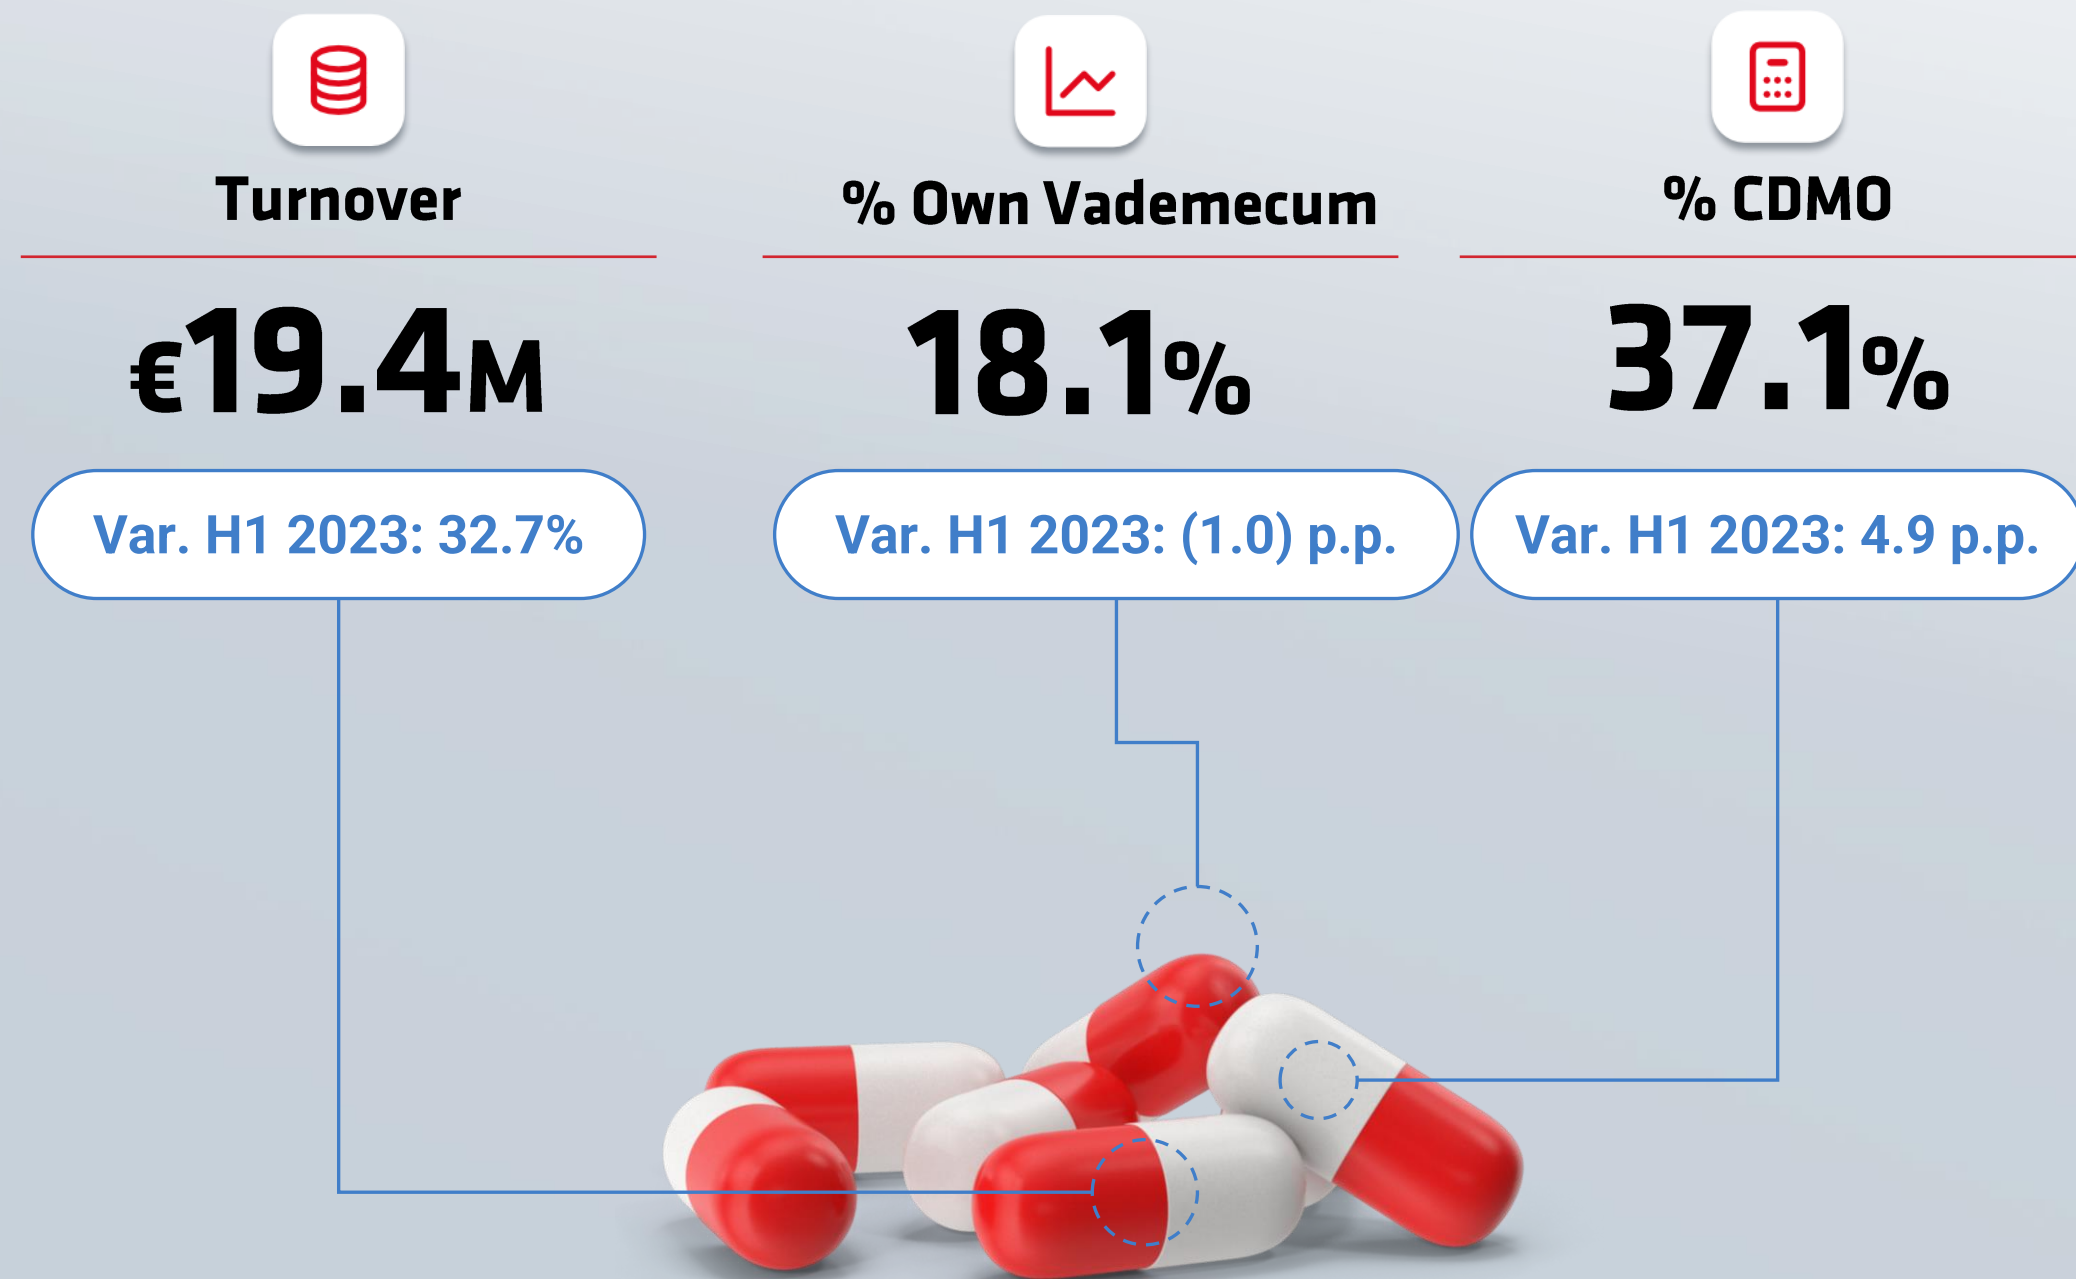 Turnover
€19.4M
Var. H1 2023: 32.7%
% Own Vademecum
18.1%
Var. H1 2023: (1.0) p.p.
% CDMO
37.1%
Var. H1 2023: 4.9 p.p.